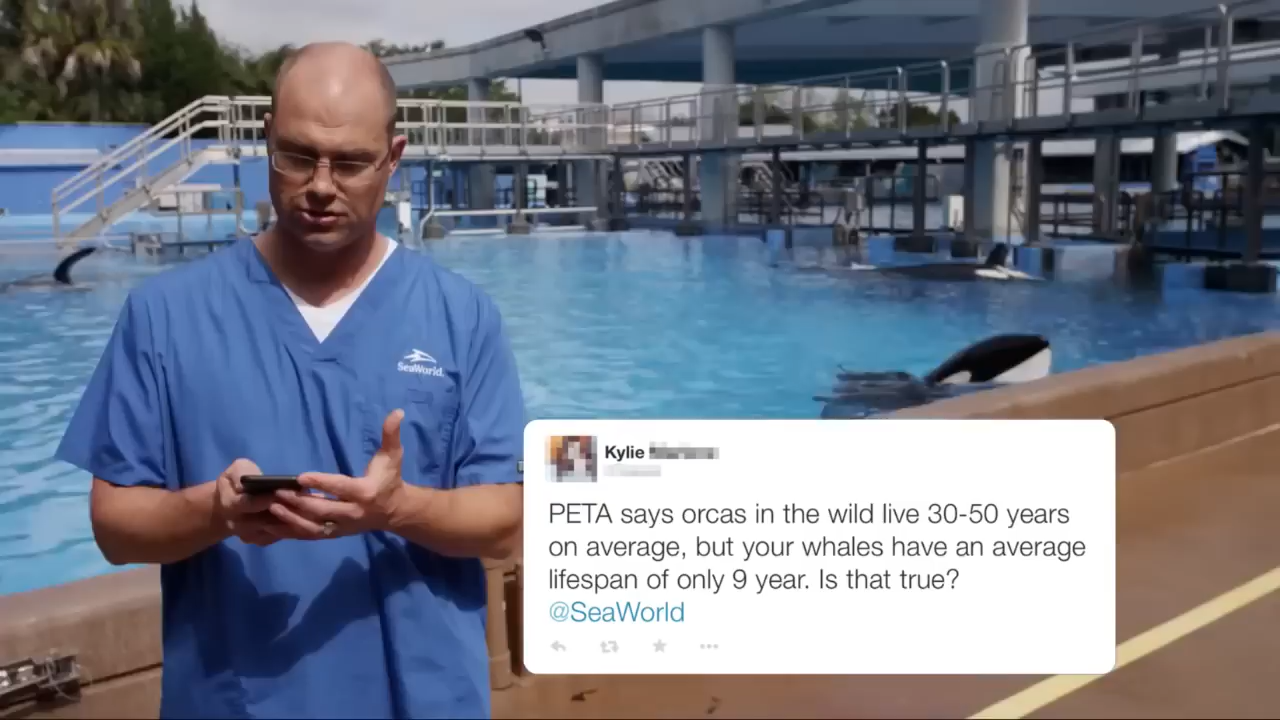 SeaWorld.
Kylie
PETA says orcas in the wild live 30-50 years
on average, but your whales have an average
lifespan of only 9 year. Is that true?
@SeaWorld